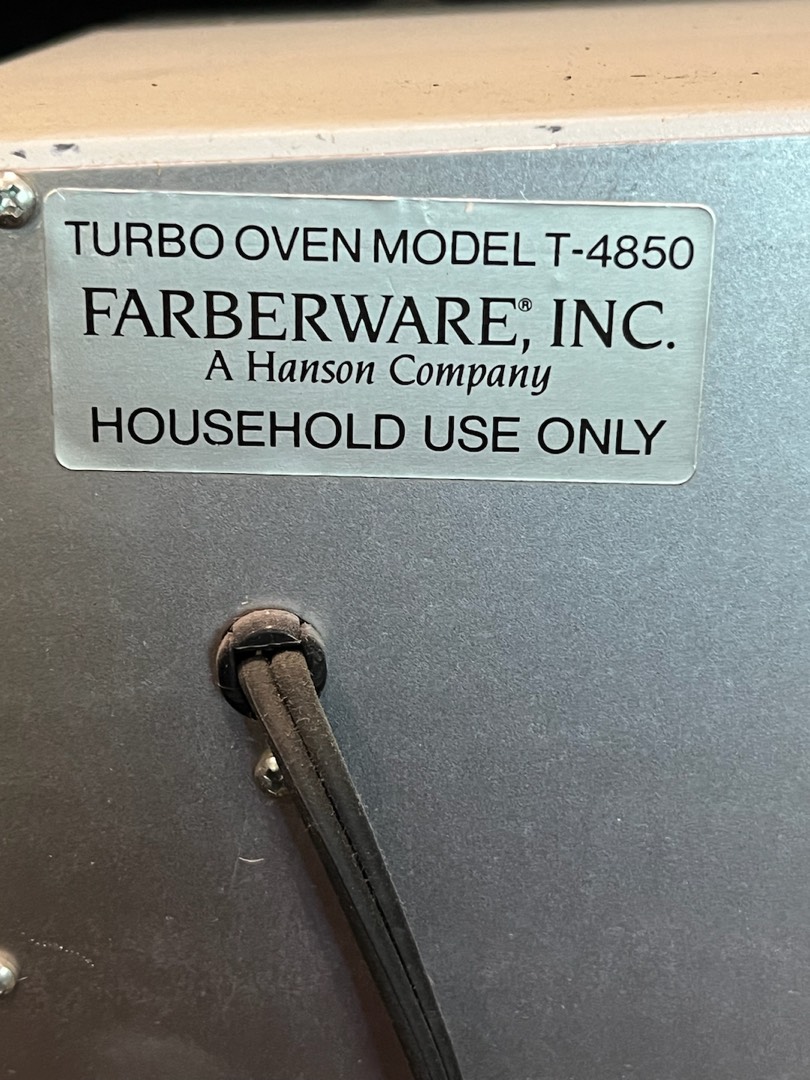 TURBO OVEN MODEL T-4850
FARBERWARE®, INC.
A Hanson Company
HOUSEHOLD USE ONLY